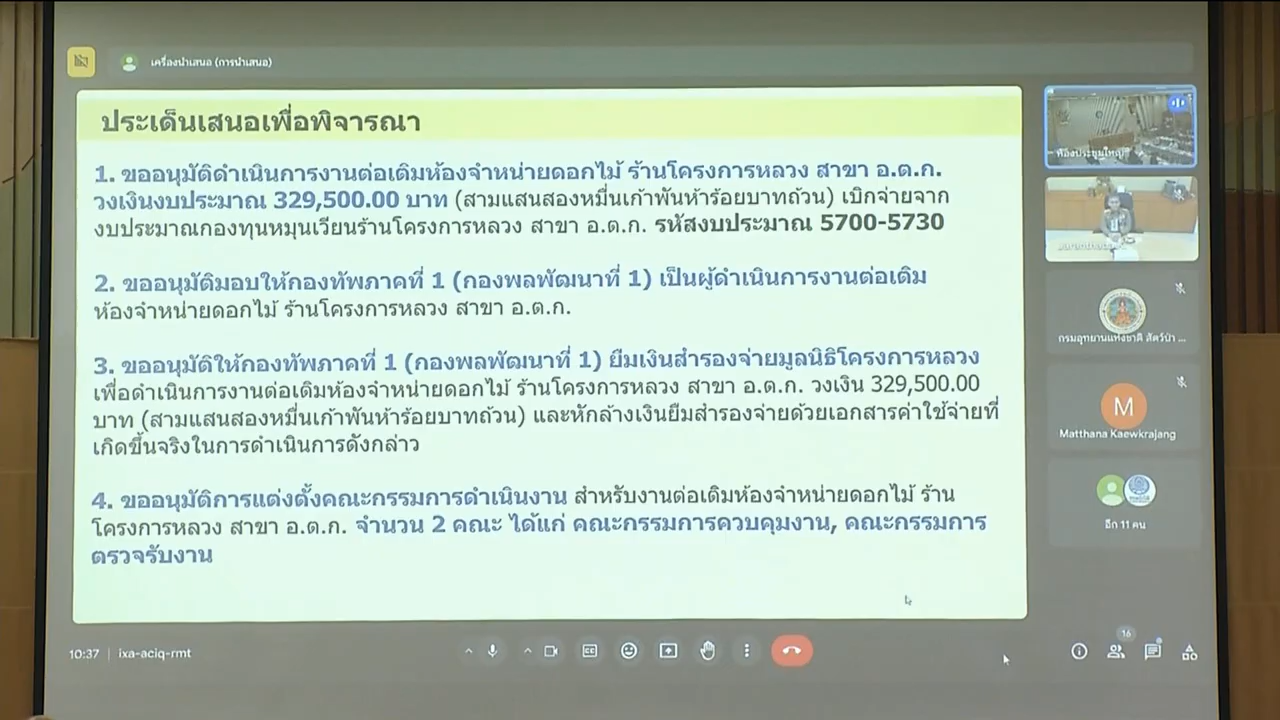 เครื่องนำเสนอ (การนำเสนอ)
ประเด็นเสนอเพื่อพิจารณา
1. ขออนุมัติดำเนินการงานต่อเติมห้องจำหน่ายดอกไม้ ร้านโครงการหลวง สาขา อ.ต.ก.
วงเงินงบประมาณ 329,500.00 บาท (สามแสนสองหมื่นเก้าพันห้าร้อยบาทถ้วน) เบิกจ่ายจาก
งบประมาณกองทุนหมุนเวียนร้านโครงการหลวง สาขา อ.ต.ก. รหัสงบประมาณ 5700-5730
2. ขออนุมัติมอบให้กองทัพภาคที่ 1 (กองพลพัฒนาที่ 1) เป็นผู้ดำเนินการงานต่อเติม
ห้องจำหน่ายดอกไม้ ร้านโครงการหลวง สาขา อ.ต.ก.
3. ขออนุมัติให้กองทัพภาคที่ 1 (กองพลพัฒนาที่ 1) ยืมเงินสำรองจ่ายมูลนิธิโครงการหลวง
เพื่อดำเนินการงานต่อเติมห้องจำหน่ายดอกไม้ ร้านโครงการหลวง สาขา อ.ต.ก. วงเงิน 329,500.00
บาท (สามแสนสองหมื่นเก้าพันห้าร้อยบาทถ้วน) และหักล้างเงินยืมสำรองจ่ายด้วยเอกสารค่าใช้จ่ายที่
เกิดขึ้นจริงในการดำเนินการดังกล่าว
4. ขออนุมัติการแต่งตั้งคณะกรรมการดำเนินงาน สำหรับงานต่อเติมห้องจำหน่ายดอกไม้ ร้าน
โครงการหลวง สาขา อ.ต.ก. จำนวน 2 คณะ ได้แก่ คณะกรรมการควบคุมงาน, คณะกรรมการ
ตรวจรับงาน
ห้องประชุมใหญ่
กรมอุทยานแห่งชาติ สัตว์ป่า ...
M
Matthana Kaewkrajang
อีก 11 คน
10:37 | ixa-aciq-rmt
16